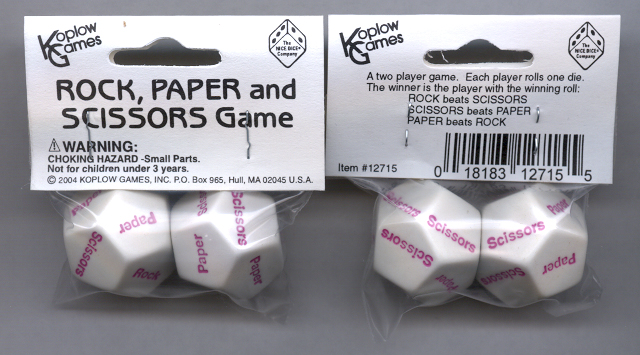 Koplow
Games
The
NICE DICE
Company
ROCK, PAPER and
SCISSORS Game
WARNING:
CHOKING HAZARD -Small Parts.
Not for children under 3 years.
© 2004 KOPLOW GAMES, INC. P.O. Box 965, Hull, MA 02045 U.S.A.
Paper
Scissors
Rock
Scissors
Paper
Paper
Koplow
Games
The
NICE DICE
Company
A two player game. Each player rolls one die.
The winner is the player with the winning roll:
ROCK beats SCISSORS
SCISSORS beats PAPER
PAPER beats ROCK
Item #12715
0 18183 12715 5
Scissors
Scissors
Scissors
Paper
Paper
Scissors
Paper
Scissors